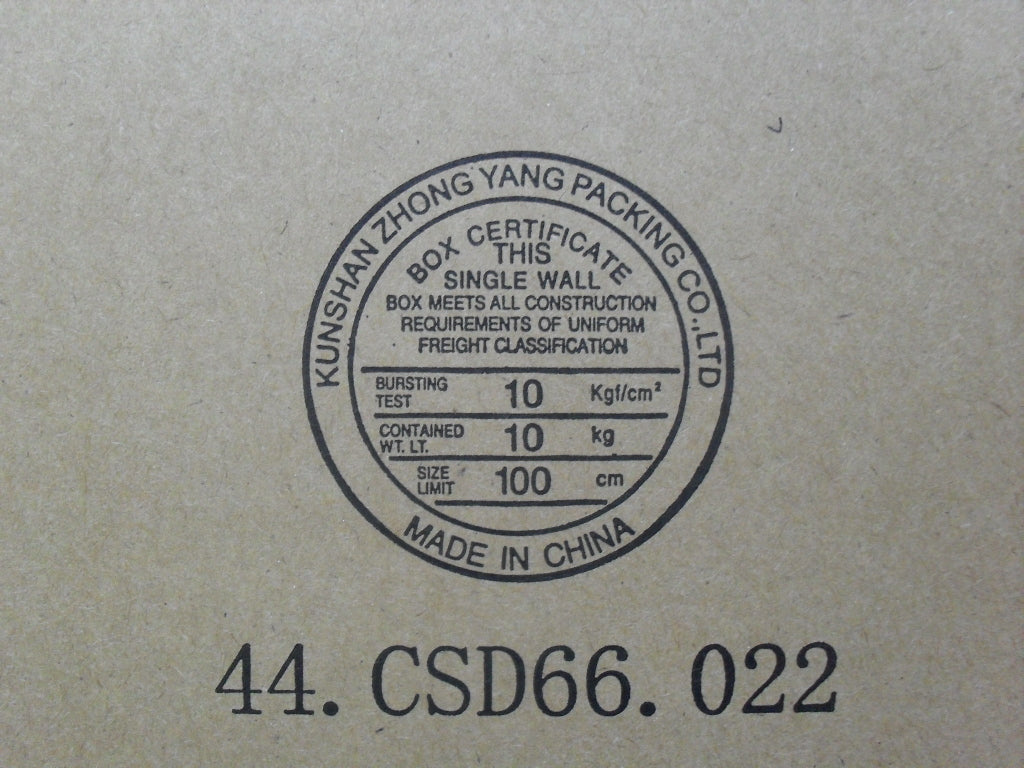 KUNSHAN ZHONG YANG PACKING CO.,LTD
BOX CERTIFICATE
THIS
SINGLE WALL
BOX MEETS ALL CONSTRUCTION
REQUIREMENTS OF UNIFORM
FREIGHT CLASSIFICATION
BURSTING TEST 10 Kgf/cm²
CONTAINED WT. LT. 10 kg
SIZE LIMIT 100 cm
MADE IN CHINA
44.CSD66.022